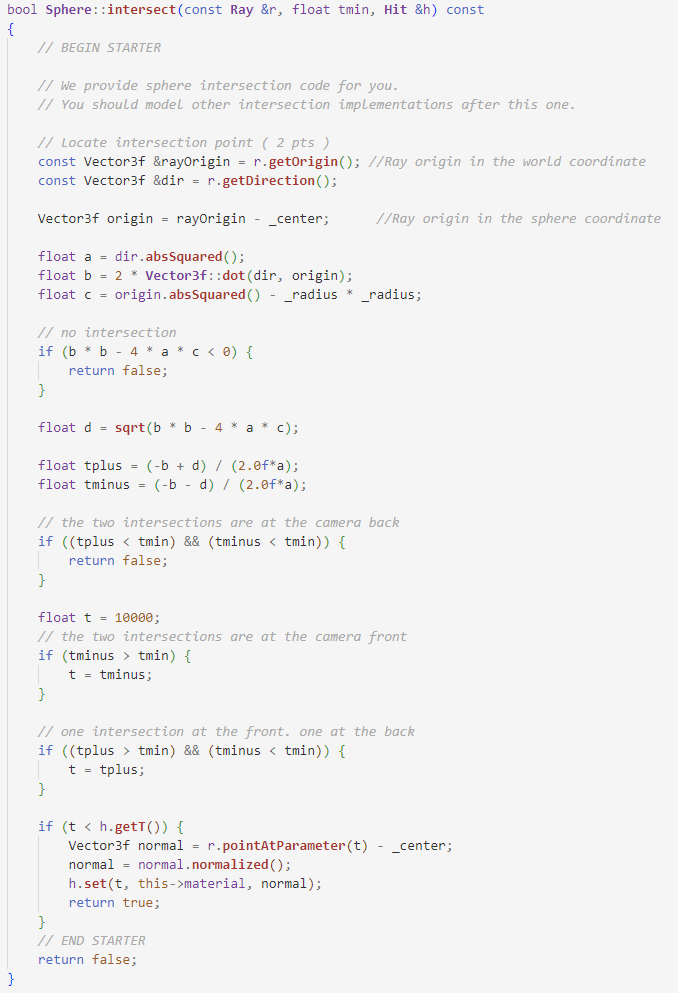 bool Sphere::intersect(const Ray &r, float tmin, Hit &h) const
{
    // BEGIN STARTER

    // We provide sphere intersection code for you.
    // You should model other intersection implementations after this one.

    // Locate intersection point ( 2 pts )
    const Vector3f &rayOrigin = r.getOrigin(); //Ray origin in the world coordinate
    const Vector3f &dir = r.getDirection();

    Vector3f origin = rayOrigin - _center;      //Ray origin in the sphere coordinate

    float a = dir.absSquared();
    float b = 2 * Vector3f::dot(dir, origin);
    float c = origin.absSquared() - _radius * _radius;

    // no intersection
    if (b * b - 4 * a * c < 0) {
        return false;
    }

    float d = sqrt(b * b - 4 * a * c);

    float tplus = (-b + d) / (2.0f*a);
    float tminus = (-b - d) / (2.0f*a);

    // the two intersections are at the camera back
    if ((tplus < tmin) && (tminus < tmin)) {
        return false;
    }

    float t = 10000;
    // the two intersections are at the camera front
    if (tminus > tmin) {
        t = tminus;
    }

    // one intersection at the front. one at the back
    if ((tplus > tmin) && (tminus < tmin)) {
        t = tplus;
    }

    if (t < h.getT()) {
        Vector3f normal = r.pointAtParameter(t) - _center;
        normal = normal.normalized();
        h.set(t, this->material, normal);
        return true;
    }
    // END STARTER
    return false;
}